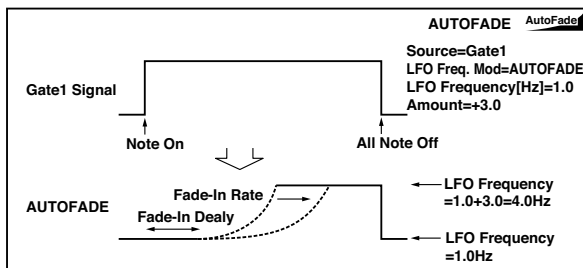 AUTOFADE
AutoFade
Source=Gate1
LFO Freq. Mod=AUTOFADE
LFO Frequency[Hz]=1.0
Amount=+3.0
Gate1 Signal
Note On
All Note Off
Fade-In Rate
LFO Frequency
=1.0+3.0=4.0Hz
AUTOFADE
Fade-In Dealy
LFO Frequency
=1.0Hz